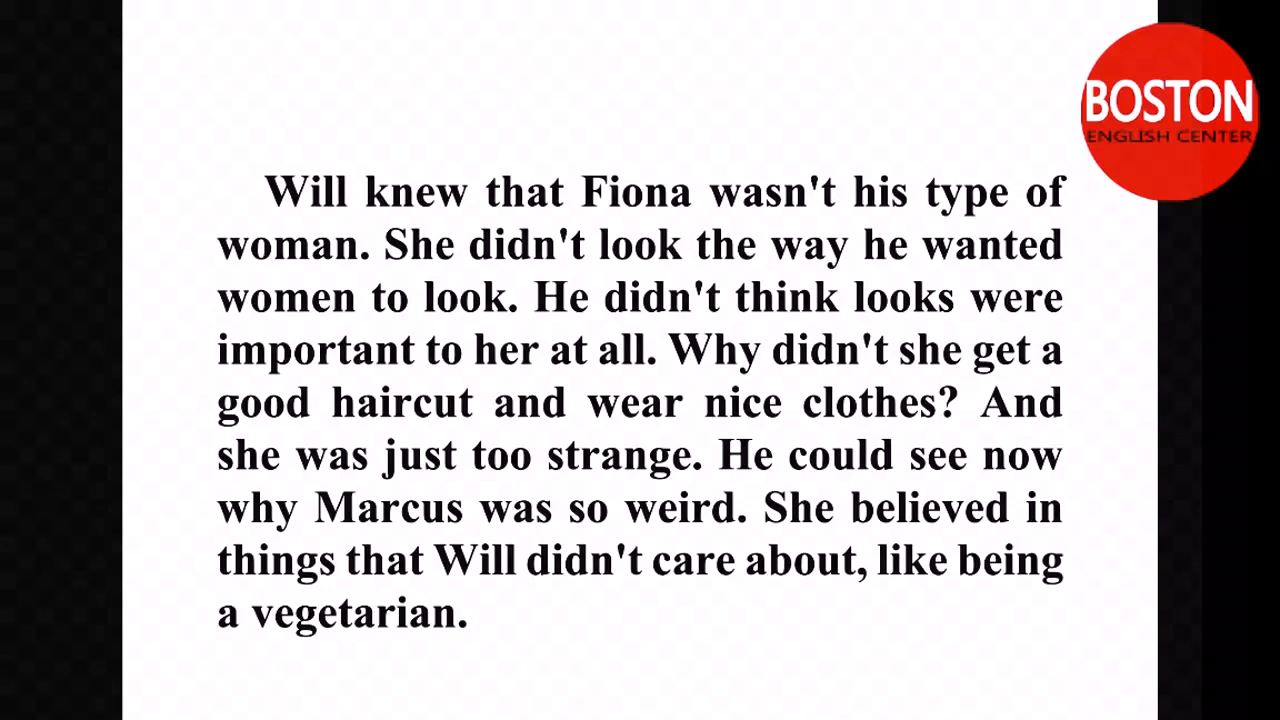 BOSTON
ENGLISH CENTER
Will knew that Fiona wasn't his type of
woman. She didn't look the way he wanted
women to look. He didn't think looks were
important to her at all. Why didn't she get a
good haircut and wear nice clothes? And
she was just too strange. He could see now
why Marcus was so weird. She believed in
things that Will didn't care about, like being
a vegetarian.